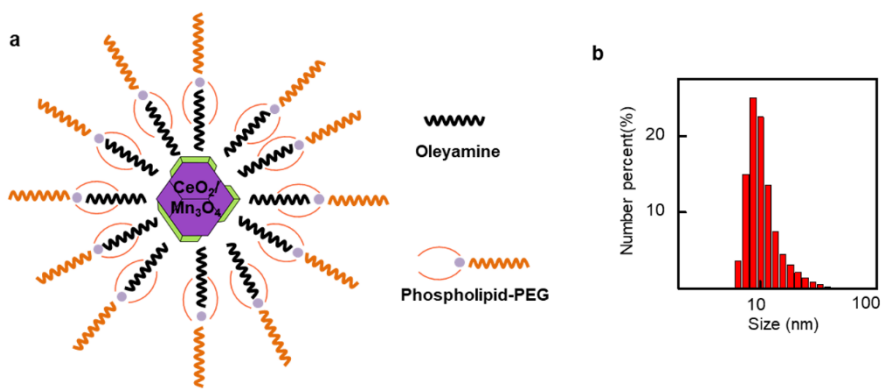 a
CeO2/
Mn3O4
Oleyamine
Phospholipid-PEG
b
Number percent(%)
20
10
10
100
Size (nm)